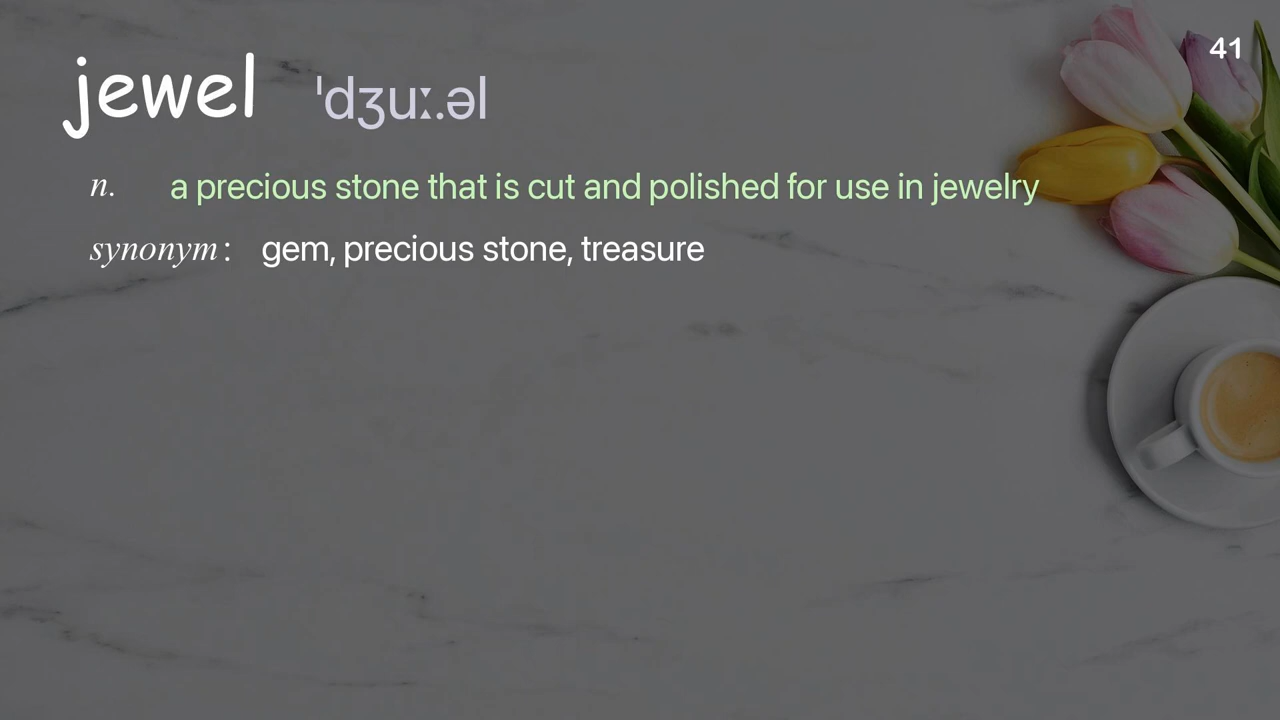 41
jewel ˈdʒuː.əl
n. a precious stone that is cut and polished for use in jewelry
synonym: gem, precious stone, treasure